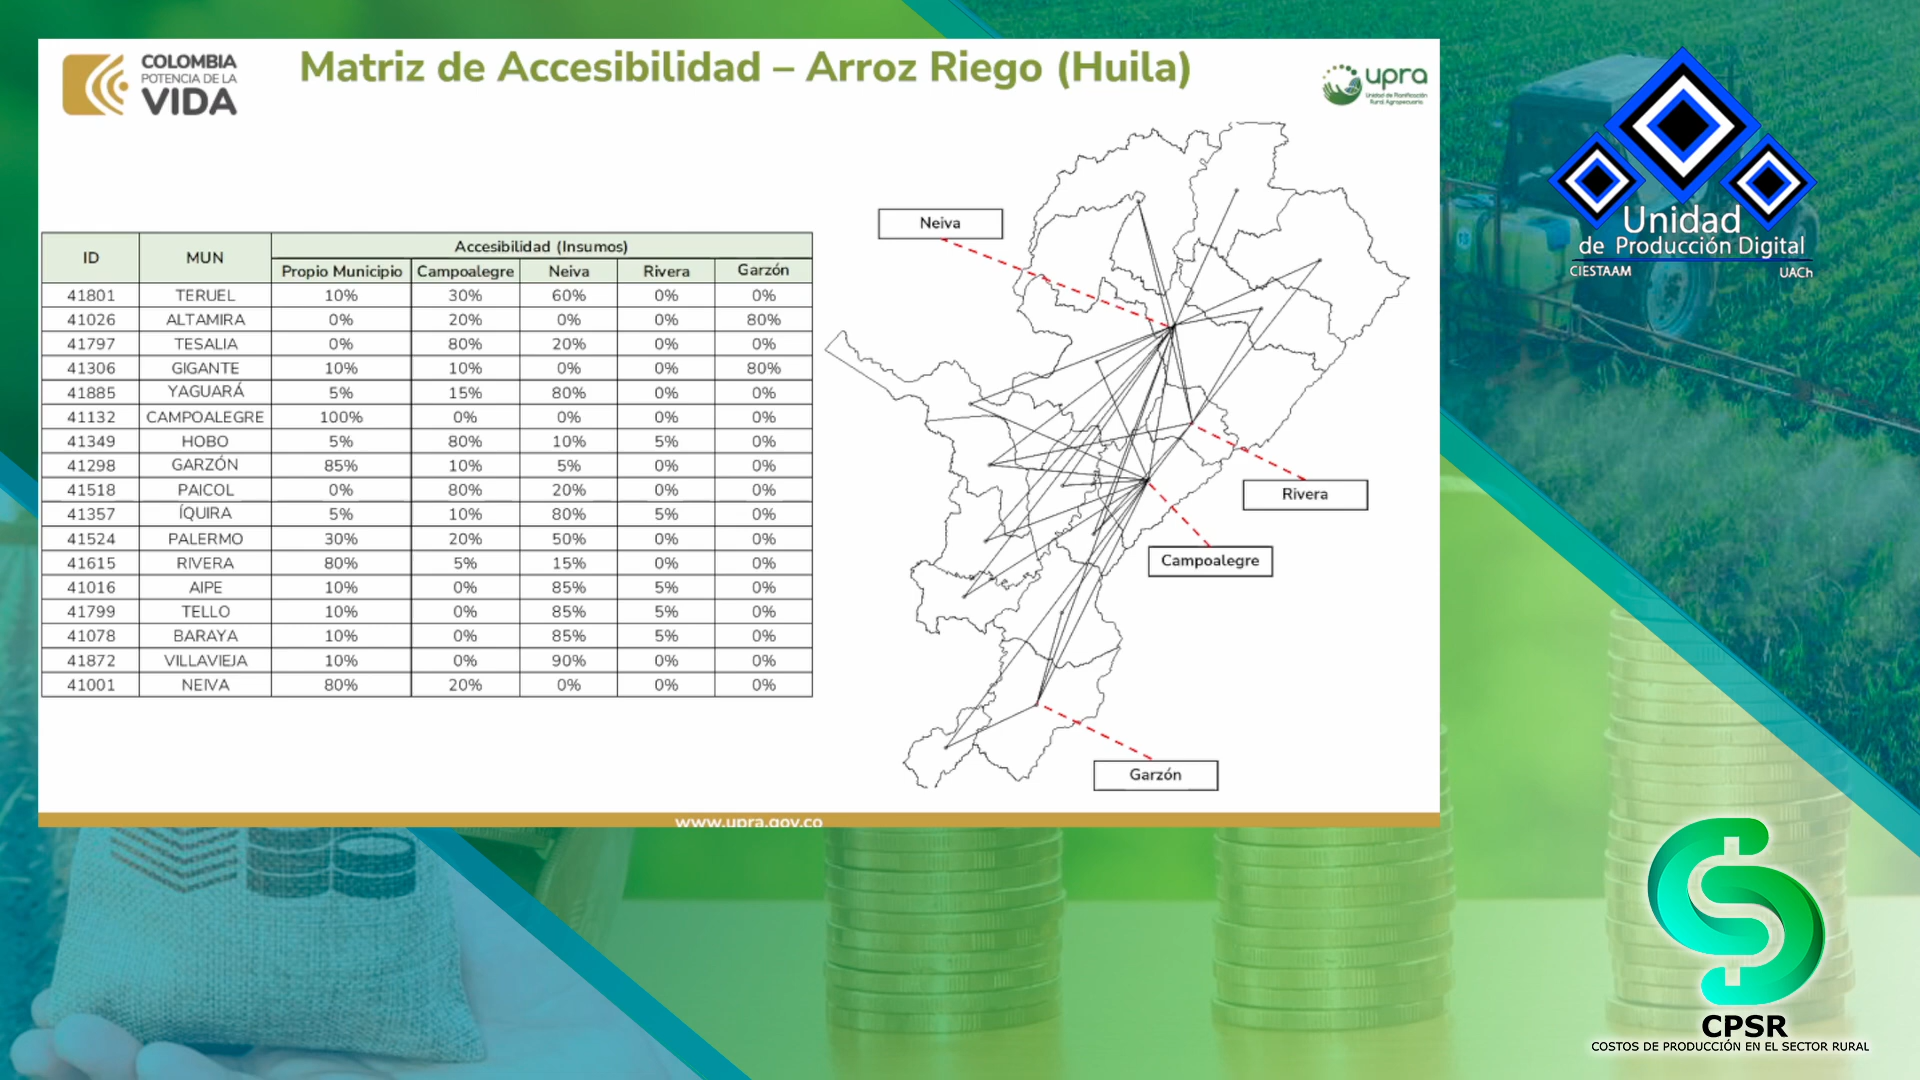 COLOMBIA
POTENCIA DE LA
VIDA
Matriz de Accesibilidad – Arroz Riego (Huila)
upra
Unidad de Planificación
Rural Agropecuaria
ID MUN Accesibilidad (Insumos)
Propio Municipio Campoalegre Neiva Rivera Garzón
41801 TERUEL 10% 30% 60% 0% 0%
41026 ALTAMIRA 0% 20% 0% 0% 80%
41797 TESALIA 0% 80% 20% 0% 0%
41306 GIGANTE 10% 10% 0% 0% 80%
41885 YAGUARÁ 5% 15% 80% 0% 0%
41132 CAMPOALEGRE 100% 0% 0% 0% 0%
41349 HOBO 5% 80% 10% 5% 0%
41298 GARZÓN 85% 10% 5% 0% 0%
41518 PAICOL 0% 80% 20% 0% 0%
41357 ÍQUIRA 5% 10% 80% 5% 0%
41524 PALERMO 30% 20% 50% 0% 0%
41615 RIVERA 80% 5% 15% 0% 0%
41016 AIPE 10% 0% 85% 5% 0%
41799 TELLO 10% 0% 85% 5% 0%
41078 BARAYA 10% 0% 85% 5% 0%
41872 VILLAVIEJA 10% 0% 90% 0% 0%
41001 NEIVA 80% 20% 0% 0% 0%
Neiva
Rivera
Campoalegre
Garzón
www.upra.gov.co
Unidad
de Producción Digital
CIESTAAM UACh
CPSR
COSTOS DE PRODUCCIÓN EN EL SECTOR RURAL